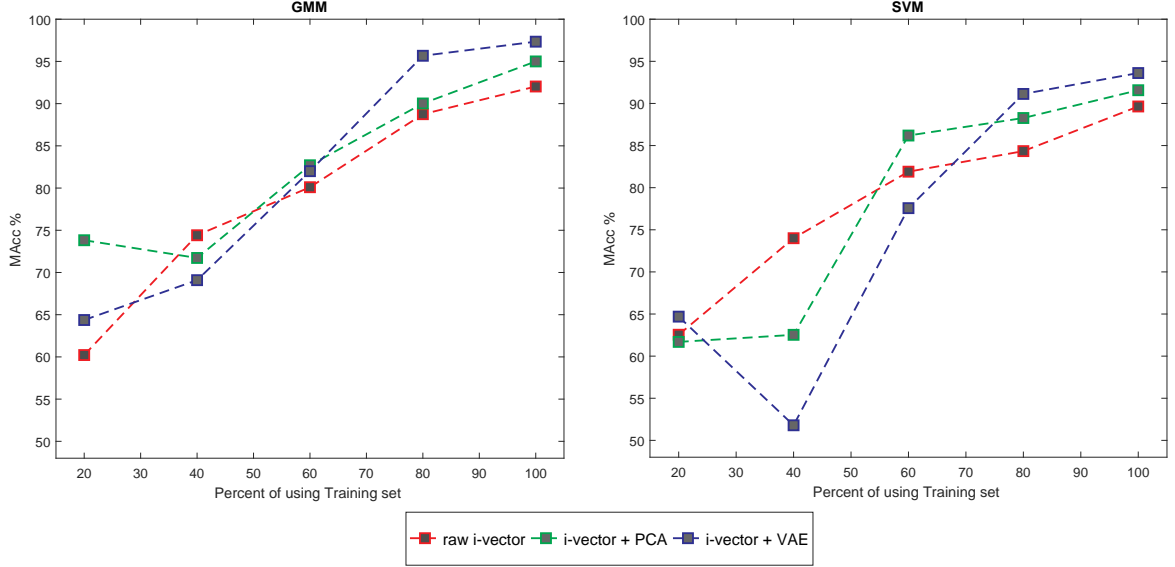 GMM
100
95
90
85
80
75
70
65
60
55
50
MAcc %
20 30 40 50 60 70 80 90 100
Percent of using Training set
SVM
100
95
90
85
80
75
70
65
60
55
50
MAcc %
20 30 40 50 60 70 80 90 100
Percent of using Training set
raw i-vector i-vector + PCA i-vector + VAE